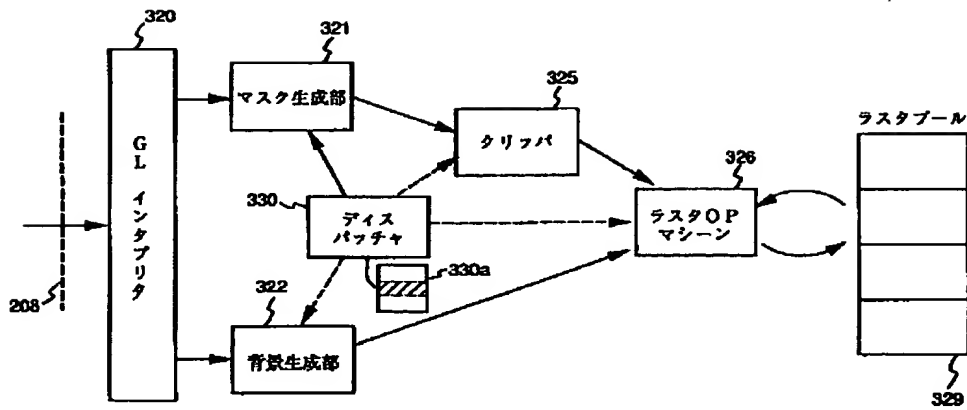 320
321
マスク生成部
325
クリッパ
ラスタプール
GL インタプリタ
330
ディス
パッチャ
326
ラスタOP
マシーン
330a
208
322
背景生成部
329